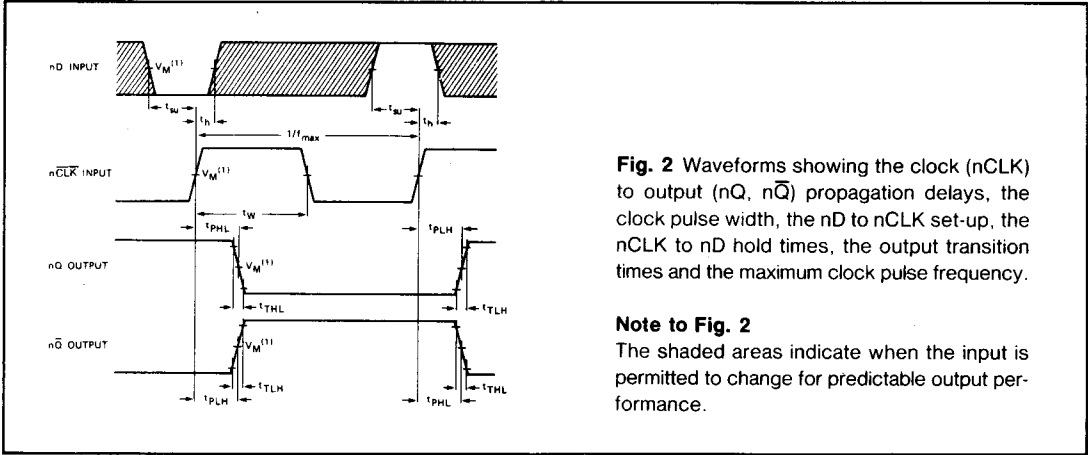 nD INPUT
V_M(1)
t_su
t_h
t_su
t_h
1/f_max
nC̅L̅K̅ INPUT
V_M(1)
t_W
t_PHL
t_PLH
nQ OUTPUT
V_M(1)
t_THL
t_TLH
nQ̅ OUTPUT
V_M(1)
t_TLH
t_THL
t_PLH
t_PHL
Fig. 2 Waveforms showing the clock (nCLK)
to output (nQ, nQ̅) propagation delays, the
clock pulse width, the nD to nCLK set-up, the
nCLK to nD hold times, the output transition
times and the maximum clock pulse frequency.
Note to Fig. 2
The shaded areas indicate when the input is
permitted to change for predictable output per-
formance.